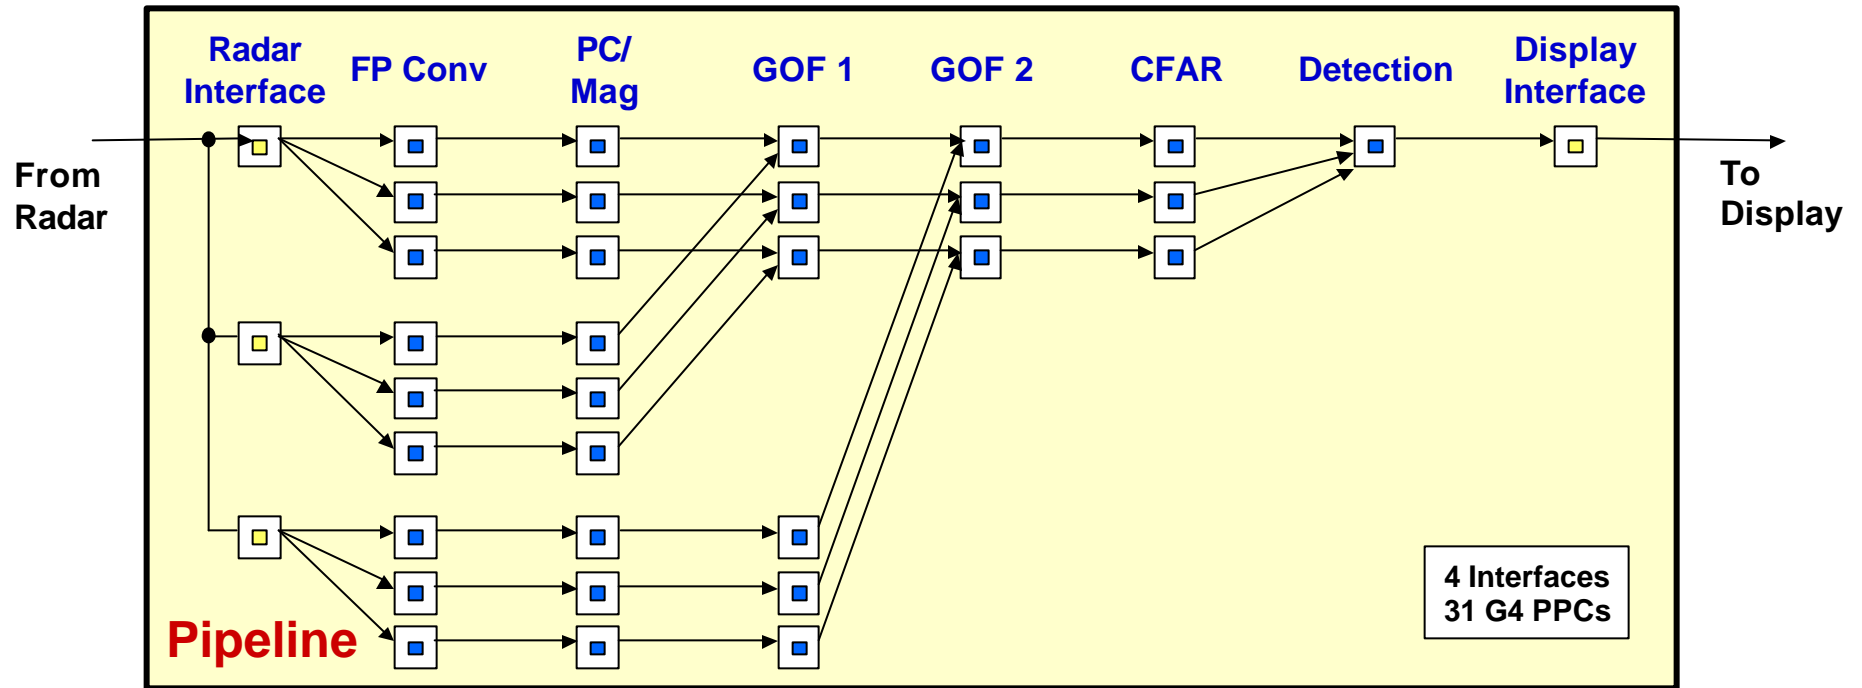 Radar
Interface
FP Conv
PC/
Mag
GOF 1
GOF 2
CFAR
Detection
Display
Interface
From
Radar
To
Display
Pipeline
4 Interfaces
31 G4 PPCs